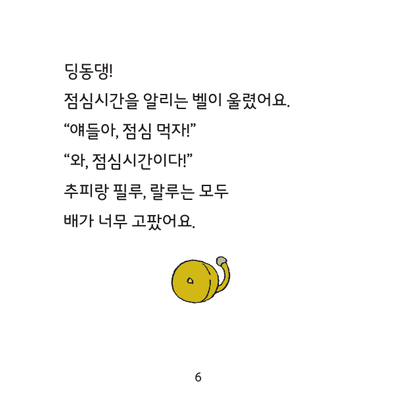 딩동댕!
점심시간을 알리는 벨이 울렸어요.
“얘들아, 점심 먹자!”
“와, 점심시간이다!”
추피랑 필루, 랄루는 모두
배가 너무 고팠어요.
6